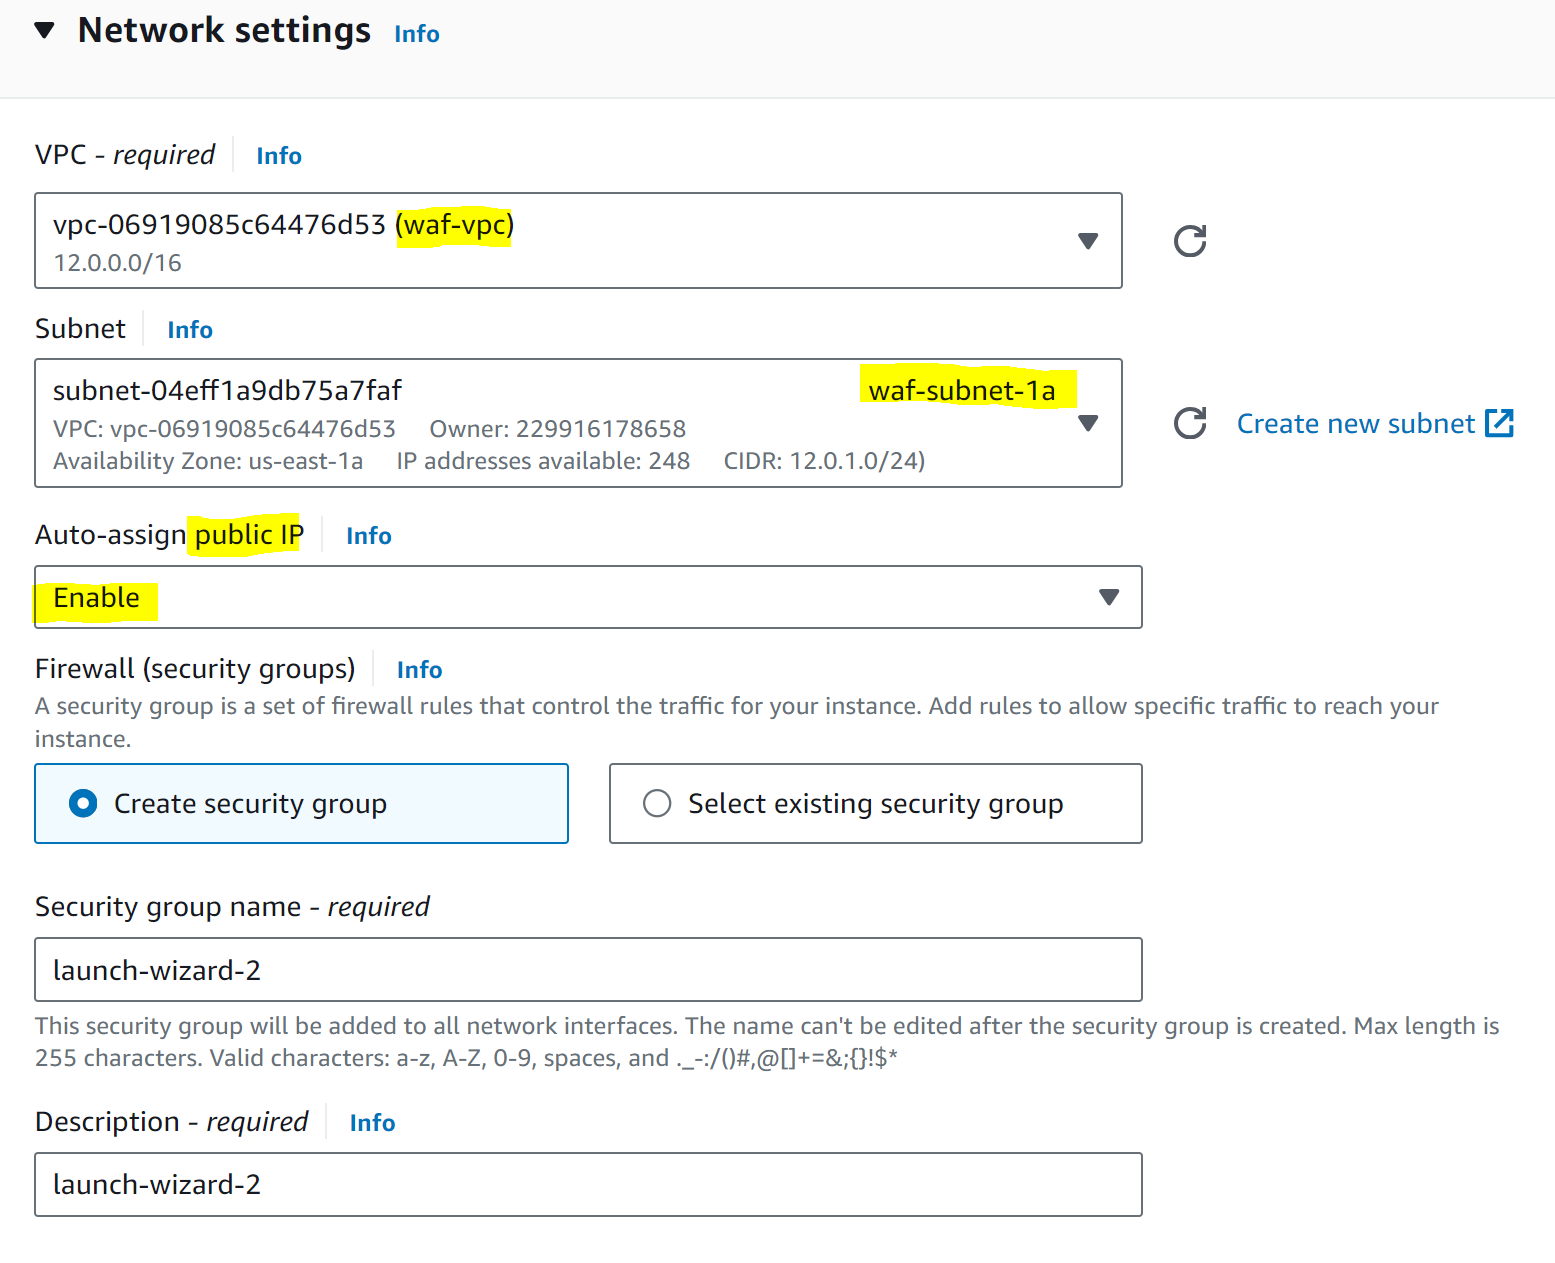 Network settings Info
VPC - required Info
vpc-06919085c64476d53 (waf-vpc)
12.0.0.0/16
Subnet Info
subnet-04eff1a9db75a7faf waf-subnet-1a
VPC: vpc-06919085c64476d53 Owner: 229916178658
Availability Zone: us-east-1a IP addresses available: 248 CIDR: 12.0.1.0/24)
Create new subnet
Auto-assign public IP Info
Enable
Firewall (security groups) Info
A security group is a set of firewall rules that control the traffic for your instance. Add rules to allow specific traffic to reach your
instance.
Create security group Select existing security group
Security group name - required
launch-wizard-2
This security group will be added to all network interfaces. The name can't be edited after the security group is created. Max length is
255 characters. Valid characters: a-z, A-Z, 0-9, spaces, and ._-:/()#,@[]+=&;{}!$*
Description - required Info
launch-wizard-2